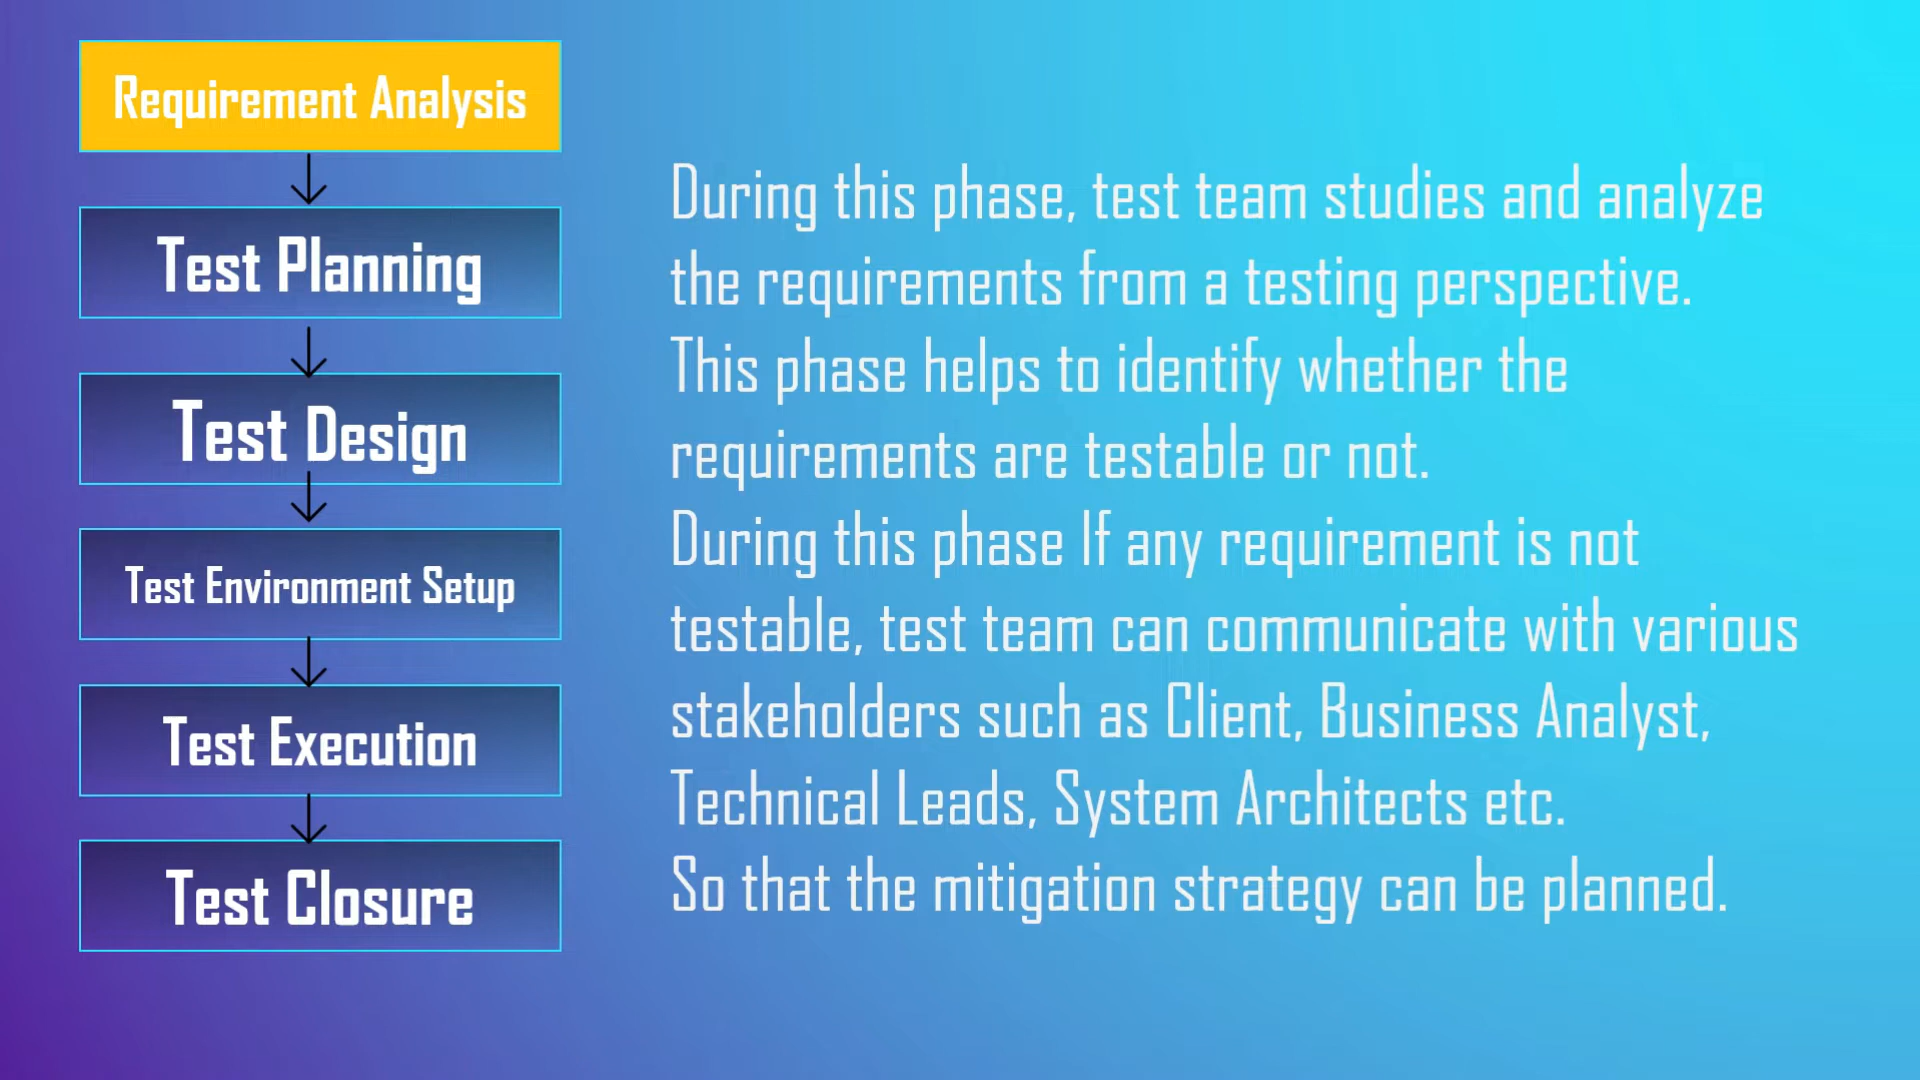 Requirement Analysis
Test Planning
Test Design
Test Environment Setup
Test Execution
Test Closure
During this phase, test team studies and analyze
the requirements from a testing perspective.
This phase helps to identify whether the
requirements are testable or not.
During this phase If any requirement is not
testable, test team can communicate with various
stakeholders such as Client, Business Analyst,
Technical Leads, System Architects etc.
So that the mitigation strategy can be planned.